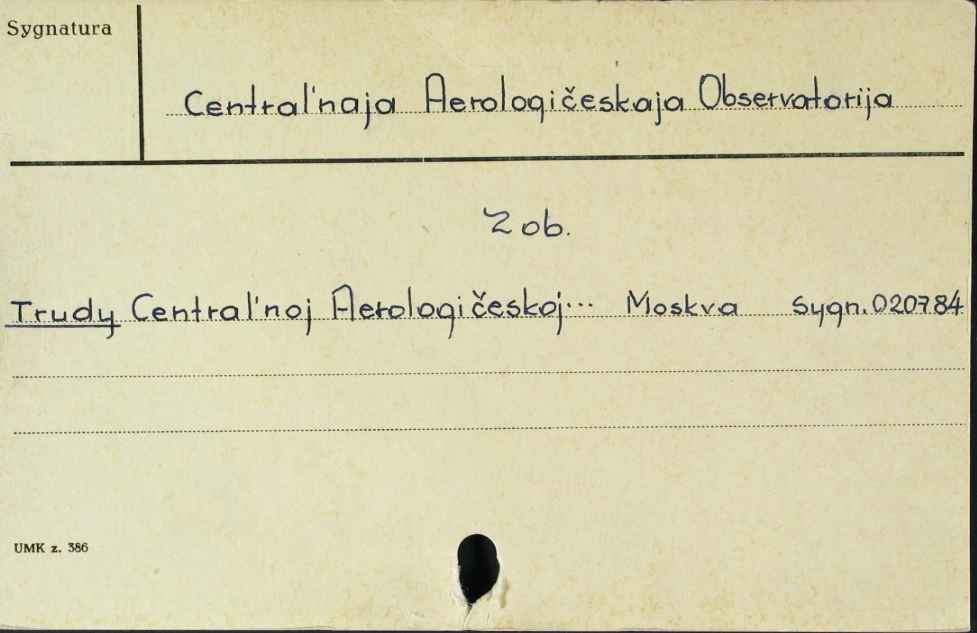 Sygnatura
Central'naja Aerologičeskaja Observatorija
Zob.
Trudy Central'noj Aerologičeskoj... Moskva Sygn. 020784
UMK z. 386